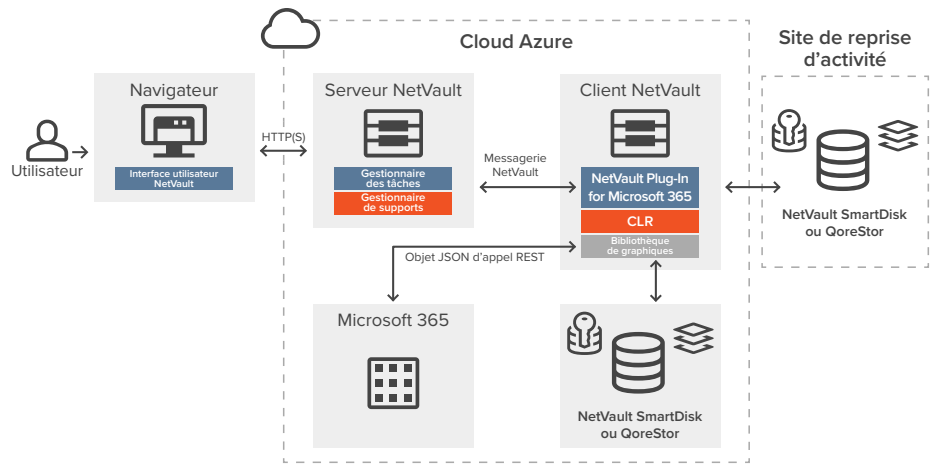 Cloud Azure
Site de reprise
d'activité
Navigateur
Serveur NetVault
Client NetVault
HTTP(S)
Utilisateur
Interface utilisateur
NetVault
Gestionnaire
des tâches
Gestionnaire
de supports
Messagerie
NetVault
NetVault Plug-In
for Microsoft 365
CLR
Bibliothèque
de graphiques
NetVault SmartDisk
ou QoreStor
Objet JSON d'appel REST
Microsoft 365
NetVault SmartDisk
ou QoreStor